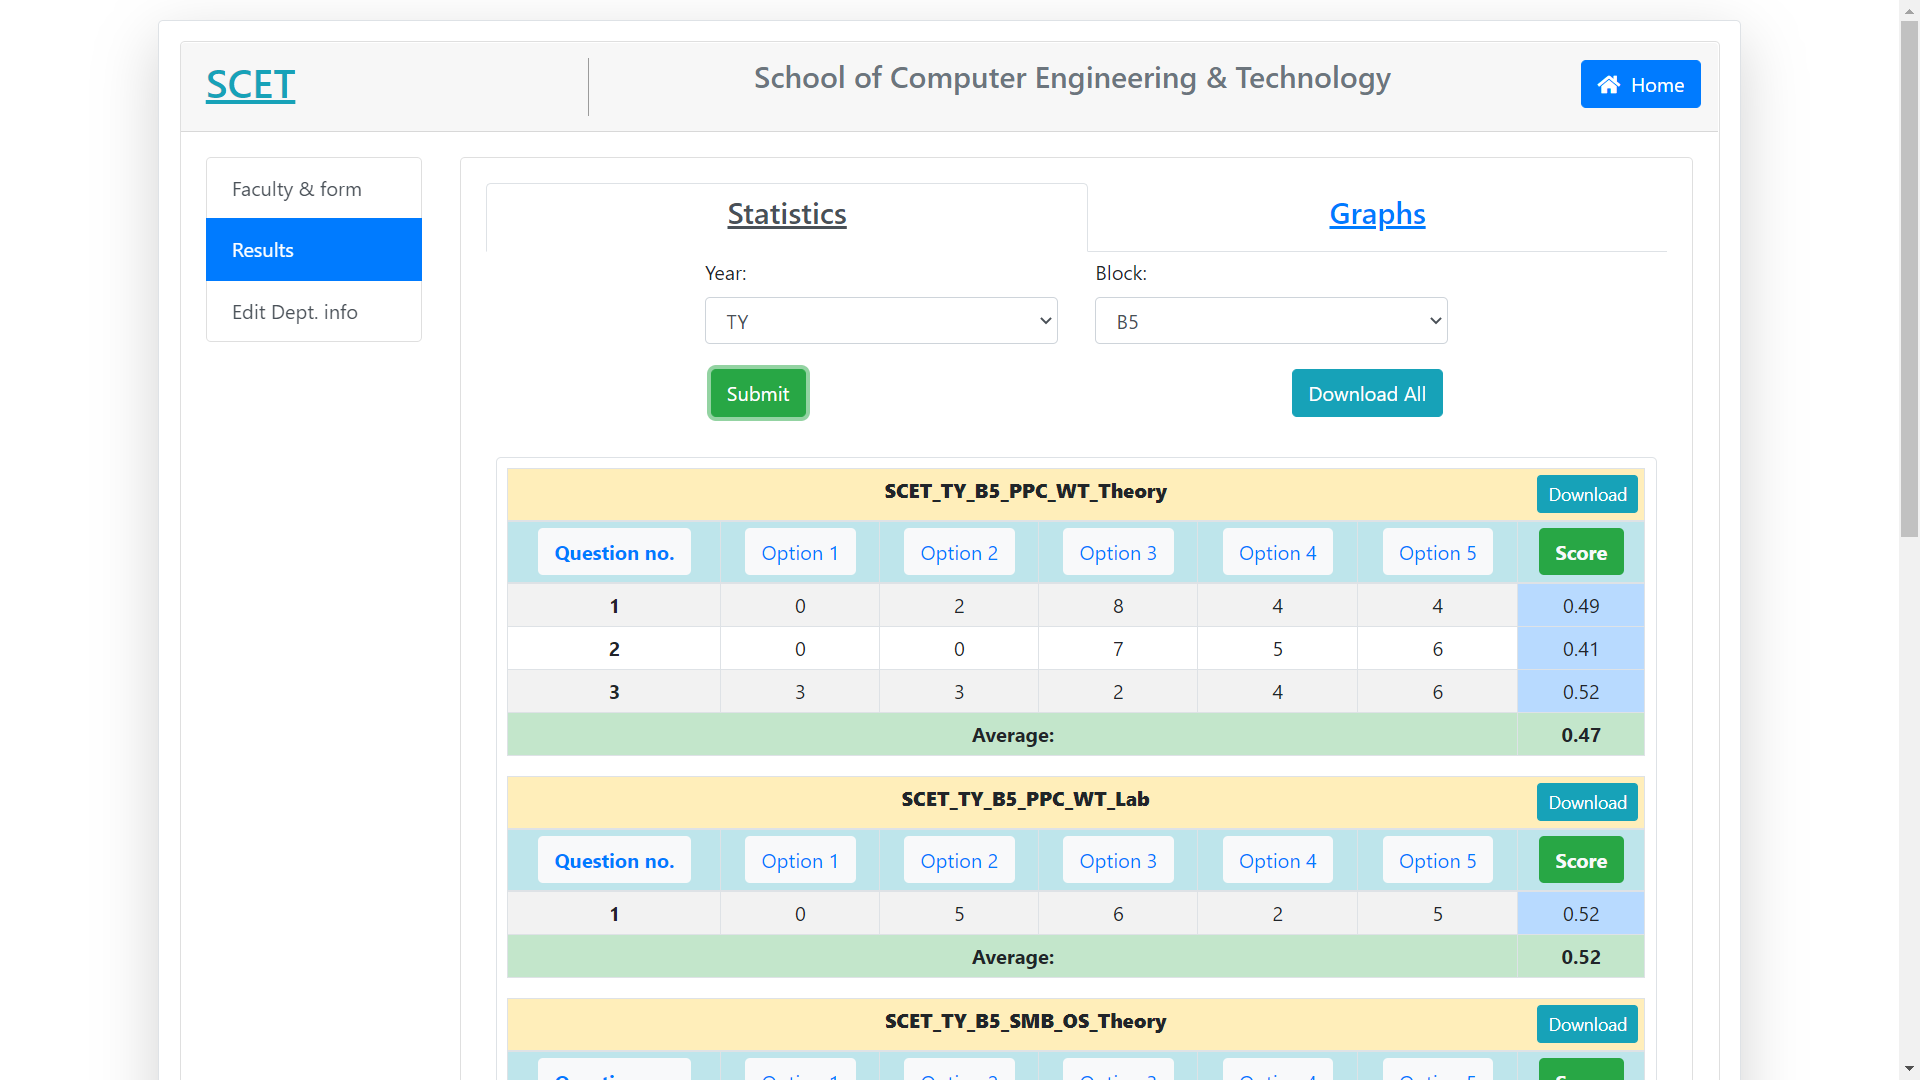 SCET
School of Computer Engineering & Technology
Home
Faculty & form
Results
Edit Dept. info
Statistics
Graphs
Year:
Block:
TY
B5
Submit
Download All
SCET_TY_B5_PPC_WT_Theory
Download
Question no. Option 1 Option 2 Option 3 Option 4 Option 5 Score
1 0 2 8 4 4 0.49
2 0 0 7 5 6 0.41
3 3 3 2 4 6 0.52
Average: 0.47
SCET_TY_B5_PPC_WT_Lab
Download
Question no. Option 1 Option 2 Option 3 Option 4 Option 5 Score
1 0 5 6 2 5 0.52
Average: 0.52
SCET_TY_B5_SMB_OS_Theory
Download